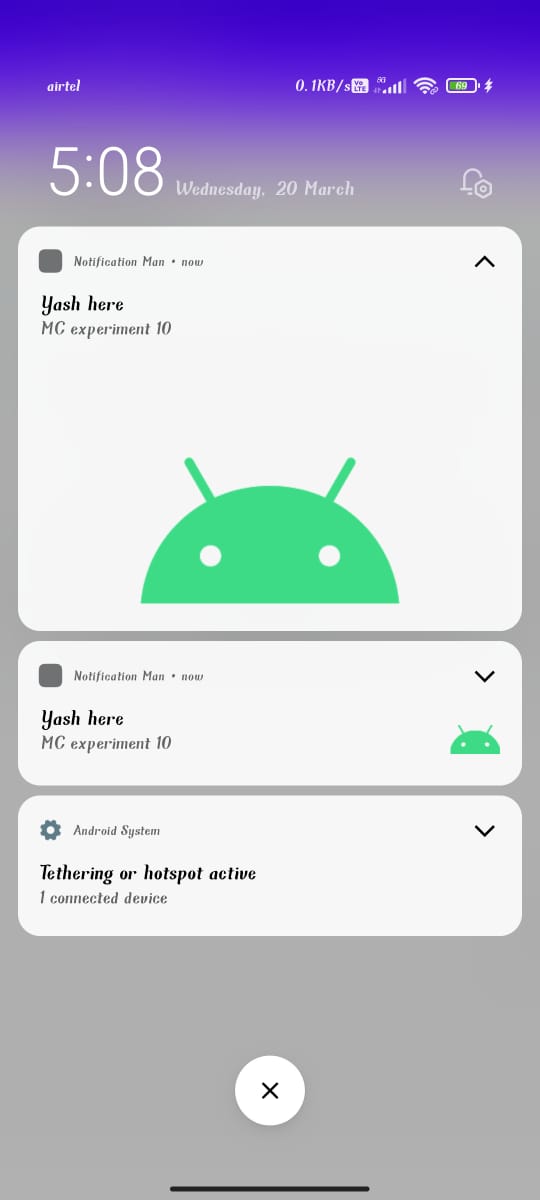 airtel 0.1KB/s Vo LTE 5G 69
5:08 Wednesday, 20 March
Notification Man • now
Yash here
MC experiment 10
Notification Man • now
Yash here
MC experiment 10
Android System
Tethering or hotspot active
1 connected device